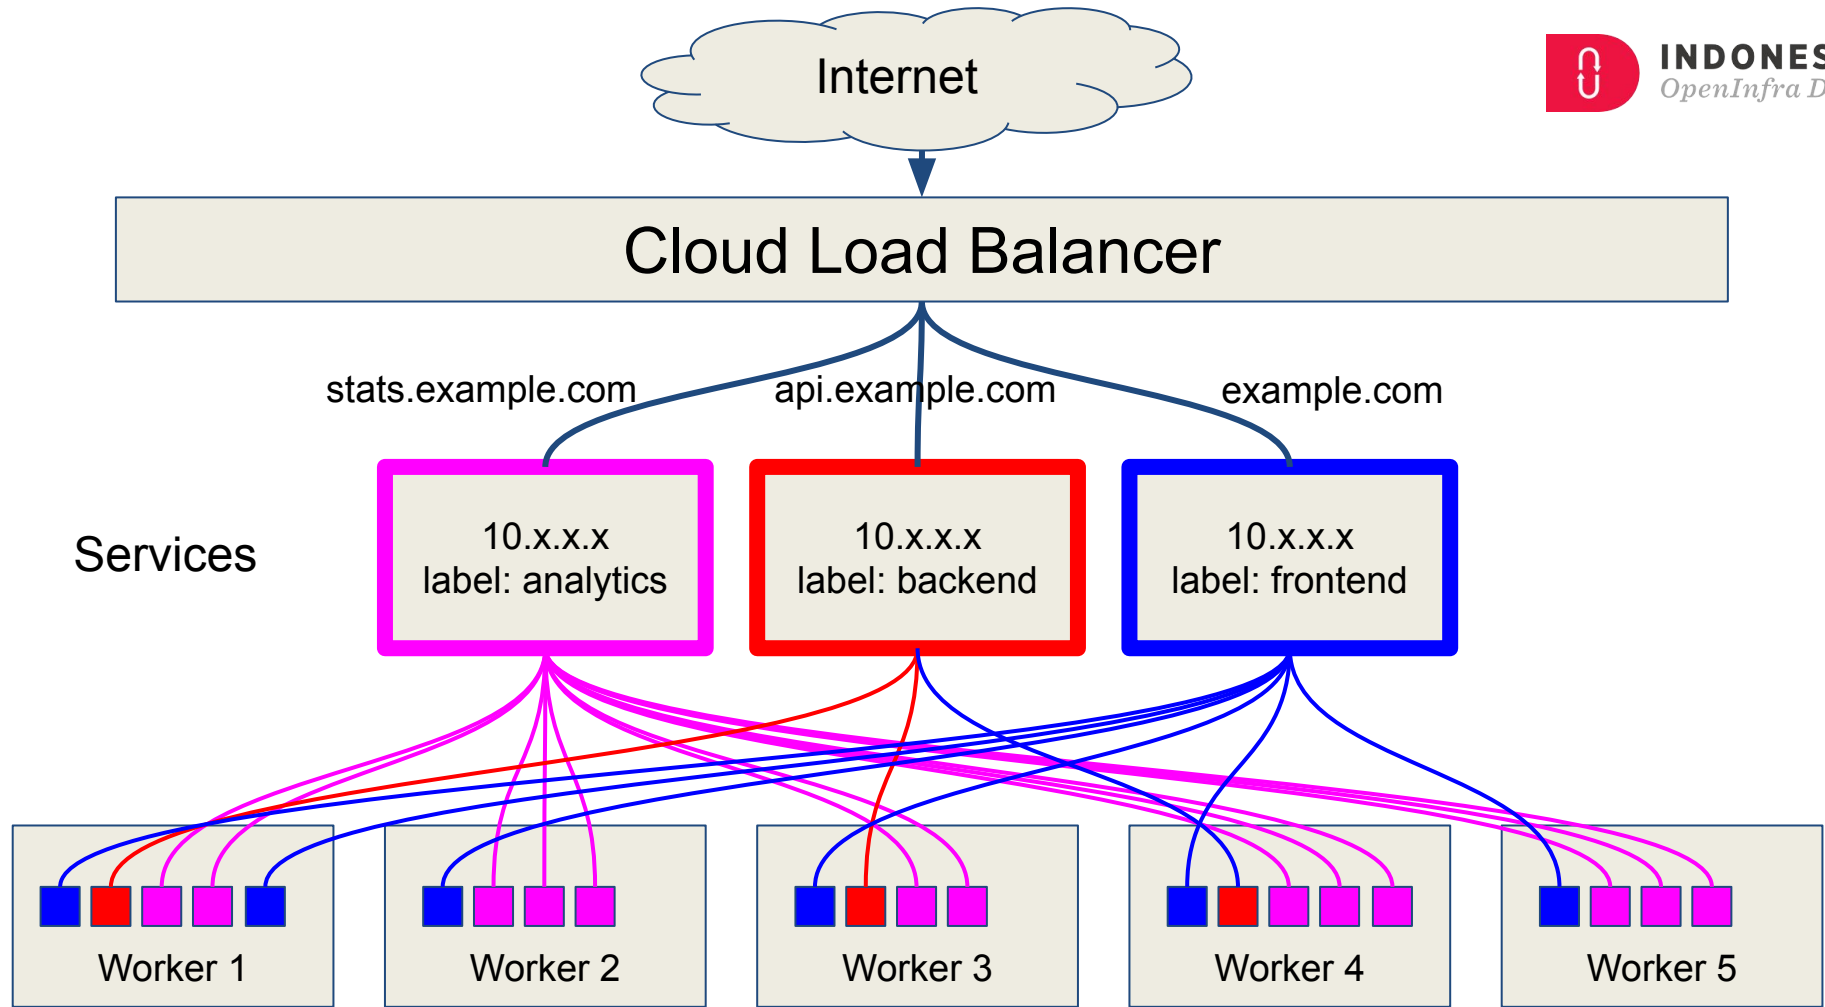 Internet
INDONES
OpenInfra D
Cloud Load Balancer
stats.example.com
api.example.com
example.com
Services
10.x.x.x
label: analytics
10.x.x.x
label: backend
10.x.x.x
label: frontend
Worker 1
Worker 2
Worker 3
Worker 4
Worker 5